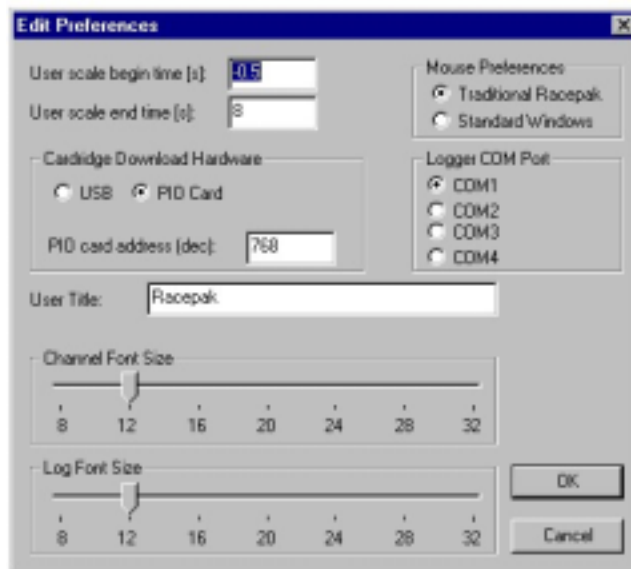 Edit Preferences
User scale begin time [s]:
-0.5
User scale end time [s]:
8
Mouse Preferences
Traditional Racepak
Standard Windows
Cardridge Download Hardware
USB
PIO Card
PIO card address (dec):
768
Logger COM Port
COM1
COM2
COM3
COM4
User Title:
Racepak
Channel Font Size
8 12 16 20 24 28 32
Log Font Size
8 12 16 20 24 28 32
OK
Cancel